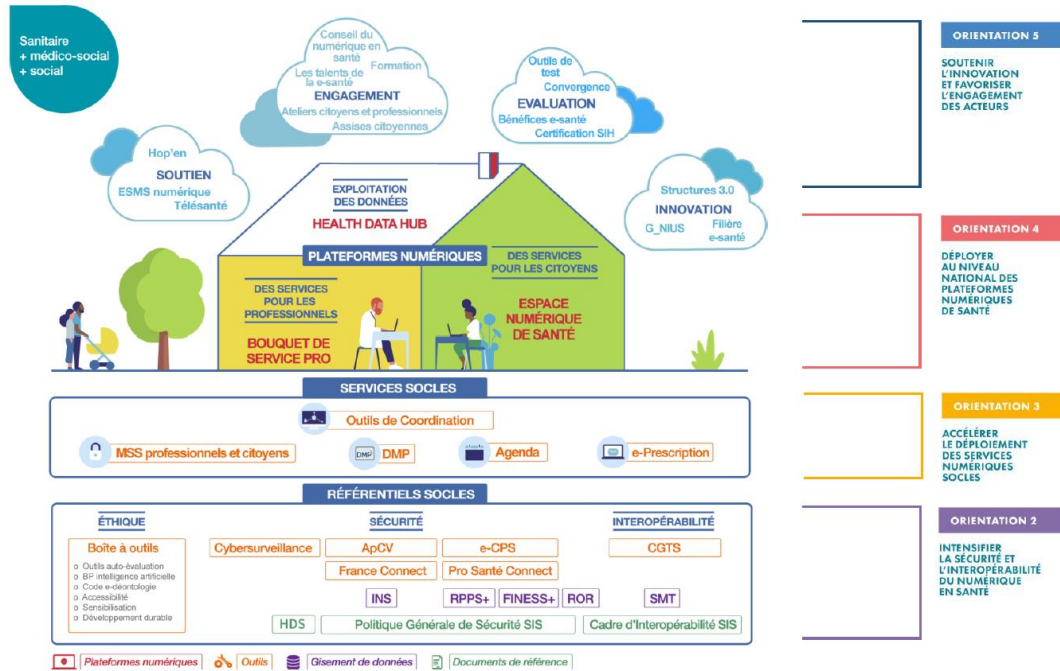 Sanitaire
+ médico-social
+ social
Conseil du
numérique en
santé
Formation
Les talents de
la e-santé
ENGAGEMENT
Ateliers citoyens et professionnels
Assises citoyennes
Outils de
test
Convergence
EVALUATION
Bénéfices e-santé
Certification SIH
Hop'en
SOUTIEN
ESMS numérique
Télésanté
Structures 3.0
INNOVATION
G_NIUS
Filière
e-santé
EXPLOITATION
DES DONNÉES
HEALTH DATA HUB
PLATEFORMES NUMÉRIQUES
DES SERVICES
POUR LES
PROFESSIONNELS
BOUQUET DE
SERVICE PRO
DES SERVICES
POUR LES CITOYENS
ESPACE
NUMÉRIQUE
DE SANTÉ
SERVICES SOCLES
Outils de Coordination
MSS professionnels et citoyens
DMP DMP
Agenda
e-Prescription
RÉFÉRENTIELS SOCLES
ÉTHIQUE
Boîte à outils
o Outils auto-évaluation
o BP intelligence artificielle
o Code e-déontologie
o Accessibilité
o Sensibilisation
o Développement durable
SÉCURITÉ
Cybersurveillance
ApCV
e-CPS
France Connect
Pro Santé Connect
INS
RPPS+
FINESS+
ROR
HDS
Politique Générale de Sécurité SIS
INTEROPÉRABILITÉ
CGTS
SMT
Cadre d'Interopérabilité SIS
Plateformes numériques
Outils
Gisement de données
Documents de référence
ORIENTATION 5
SOUTENIR
L'INNOVATION
ET FAVORISER
L'ENGAGEMENT
DES ACTEURS
ORIENTATION 4
DÉPLOYER
AU NIVEAU
NATIONAL DES
PLATEFORMES
NUMÉRIQUES
DE SANTÉ
ORIENTATION 3
ACCÉLÉRER
LE DÉPLOIEMENT
DES SERVICES
NUMÉRIQUES
SOCLES
ORIENTATION 2
INTENSIFIER
LA SÉCURITÉ ET
L'INTEROPÉRABILITÉ
DU NUMÉRIQUE
EN SANTÉ